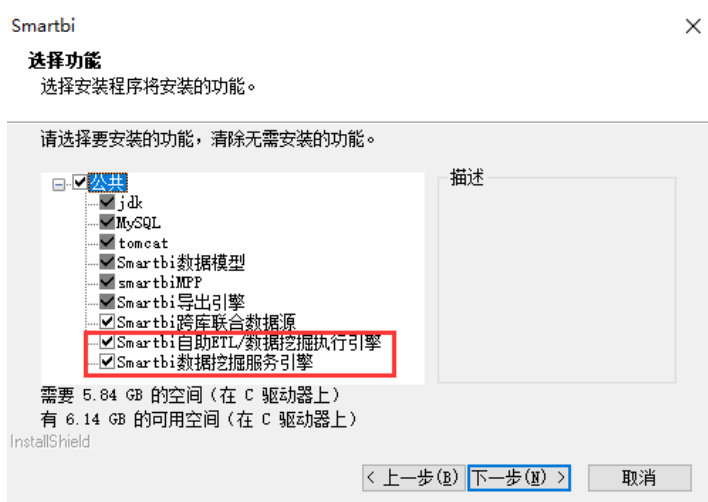 Smartbi
选择功能
选择安装程序将安装的功能。
请选择要安装的功能，清除无需安装的功能。
公共
jdk
MySQL
tomcat
Smartbi数据模型
smartbiMPP
Smartbi导出引擎
Smartbi跨库联合数据源
Smartbi自助ETL/数据挖掘执行引擎
Smartbi数据挖掘服务引擎
描述
需要 5.84 GB 的空间（在 C 驱动器上）
有 6.14 GB 的可用空间（在 C 驱动器上）
InstallShield
< 上一步(B) 下一步(N) > 取消